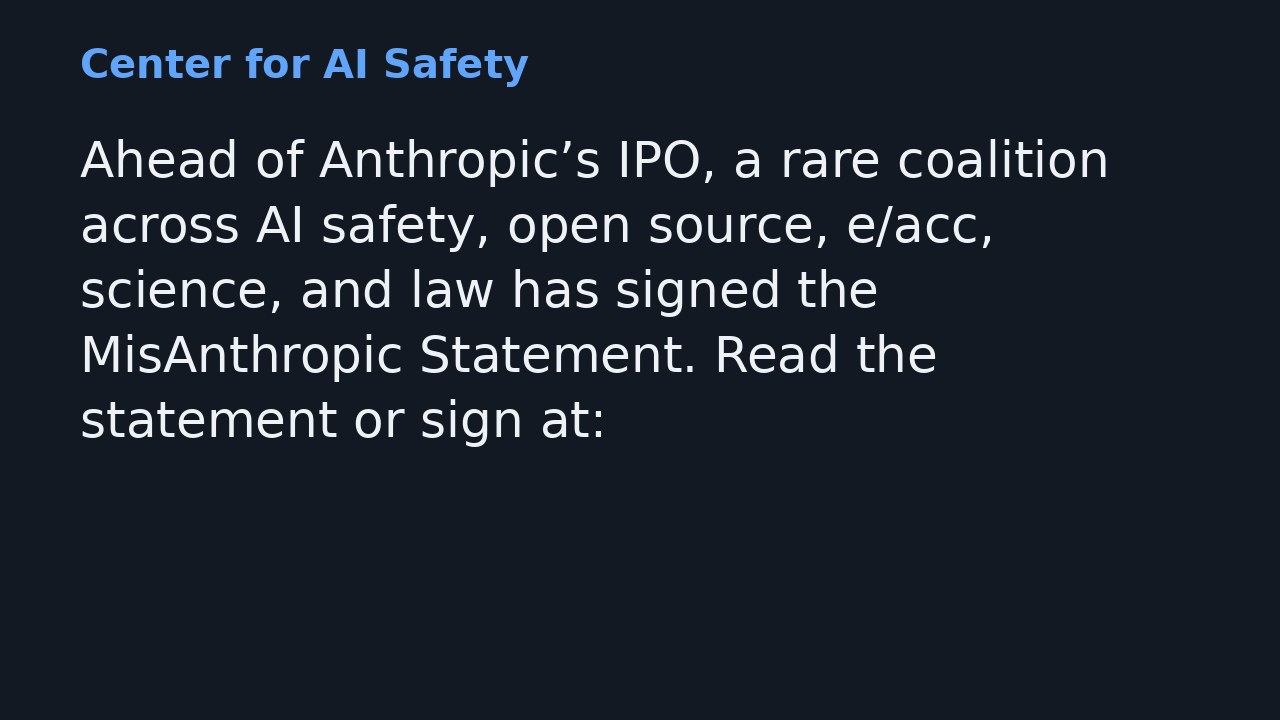 Center for AI Safety
Ahead of Anthropic’s IPO, a rare coalition
across AI safety, open source, e/acc,
science, and law has signed the
MisAnthropic Statement. Read the
statement or sign at: